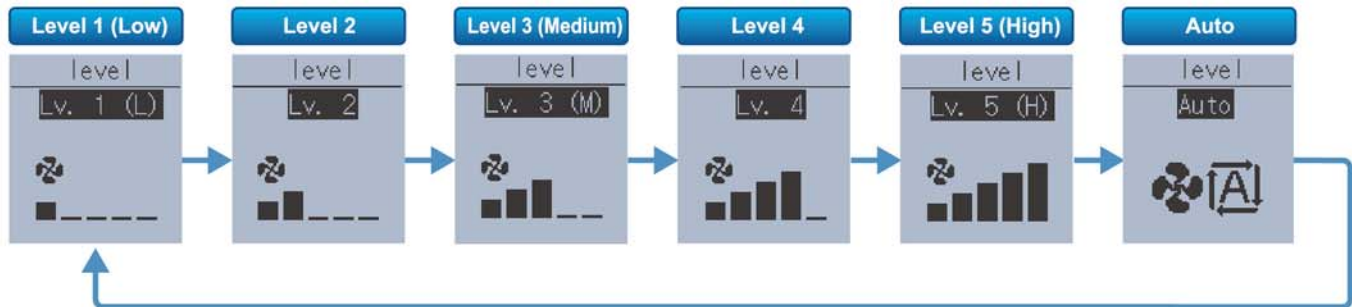 Level 1 (Low)
Level 2
Level 3 (Medium)
Level 4
Level 5 (High)
Auto
level
Lv. 1 (L)
level
Lv. 2
level
Lv. 3 (M)
level
Lv. 4
level
Lv. 5 (H)
level
Auto
A